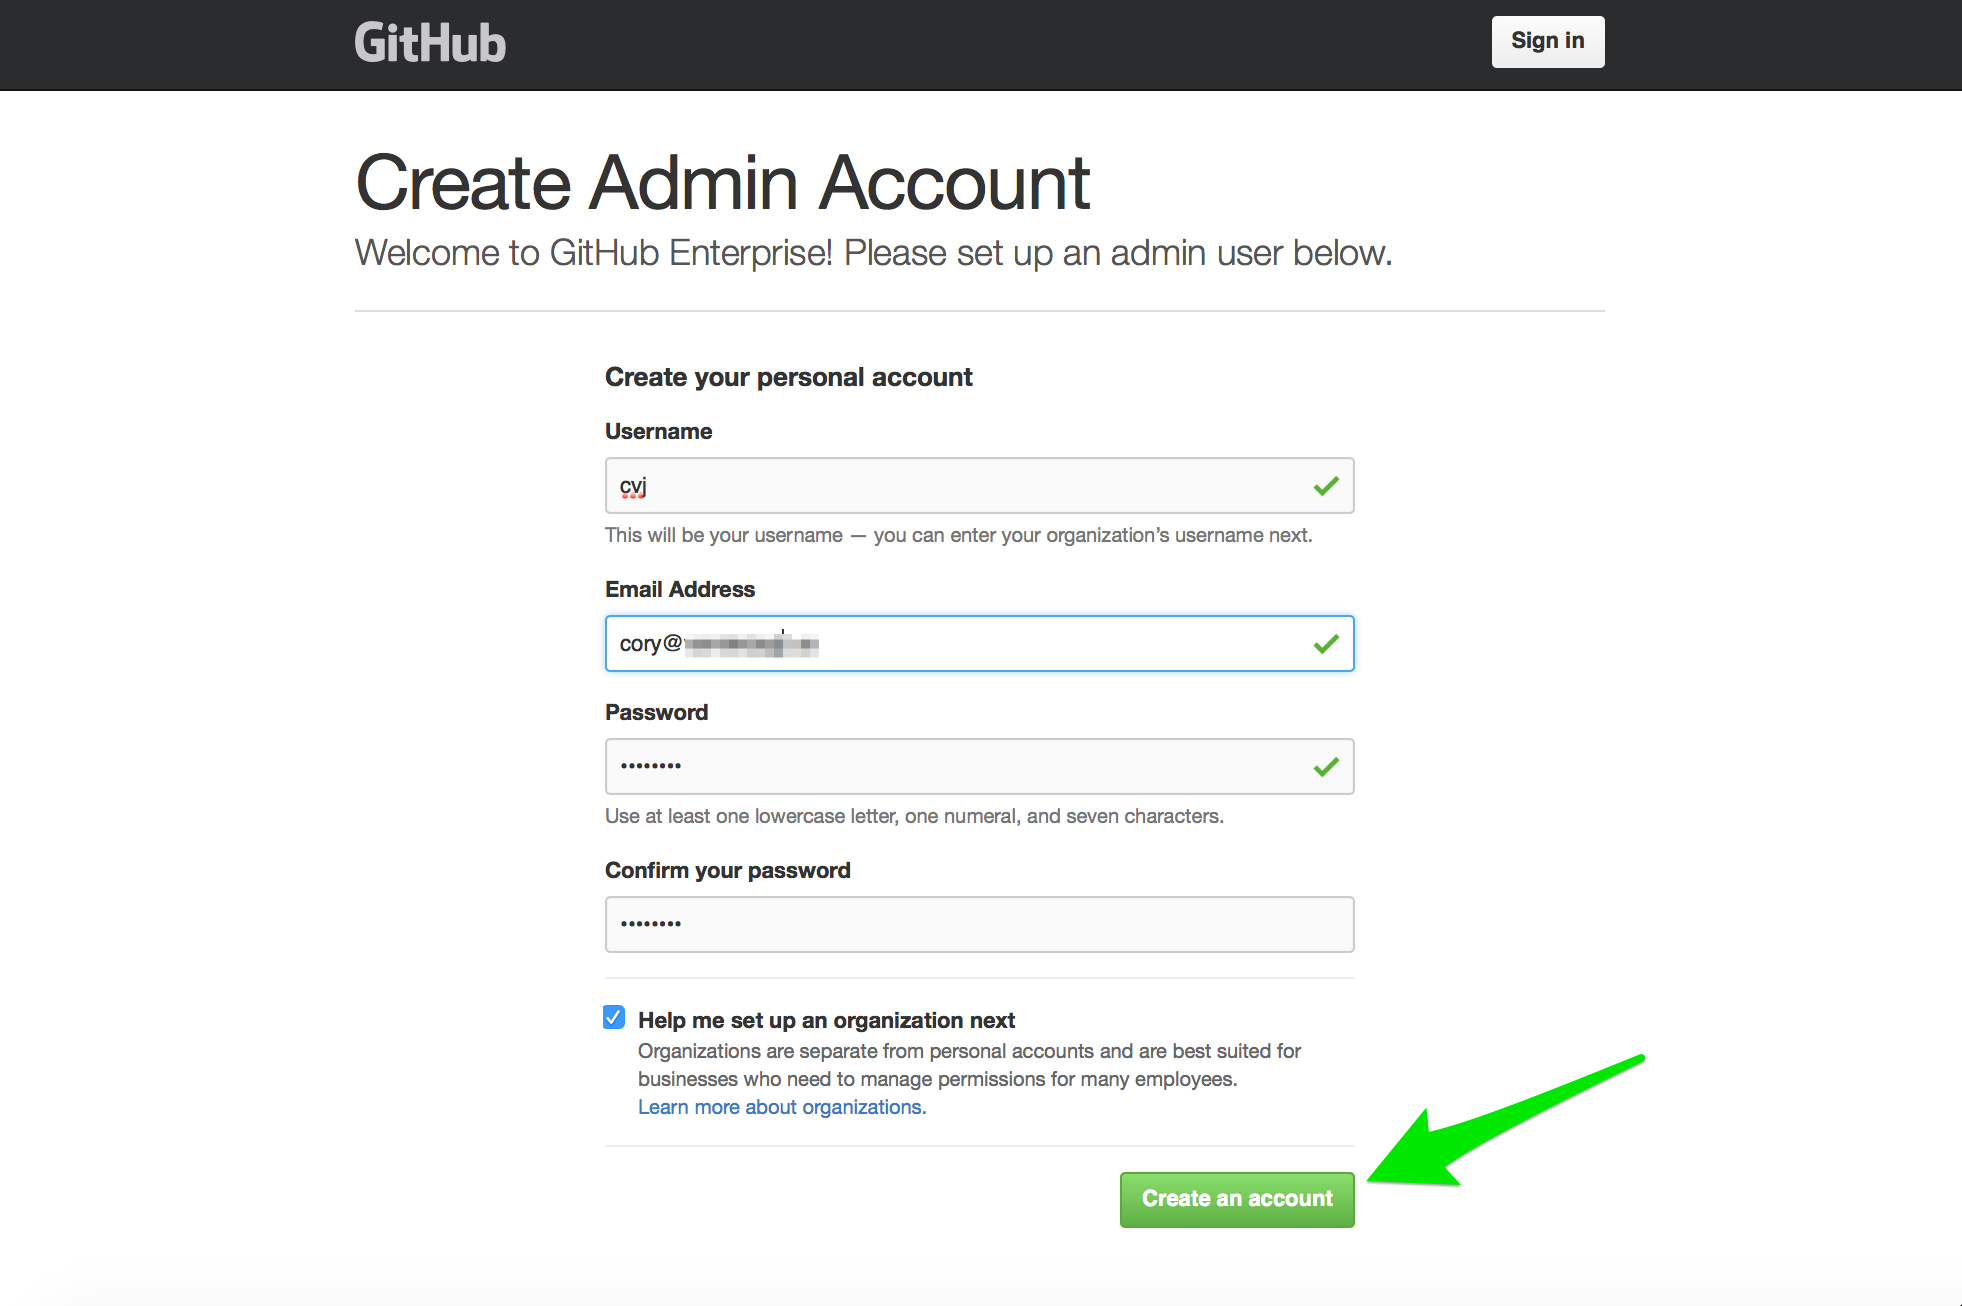 GitHub
Sign in
Create Admin Account
Welcome to GitHub Enterprise! Please set up an admin user below.
Create your personal account
Username
cvj
This will be your username — you can enter your organization’s username next.
Email Address
cory@
Password
••••••••
Use at least one lowercase letter, one numeral, and seven characters.
Confirm your password
••••••••
Help me set up an organization next
Organizations are separate from personal accounts and are best suited for
businesses who need to manage permissions for many employees.
Learn more about organizations.
Create an account